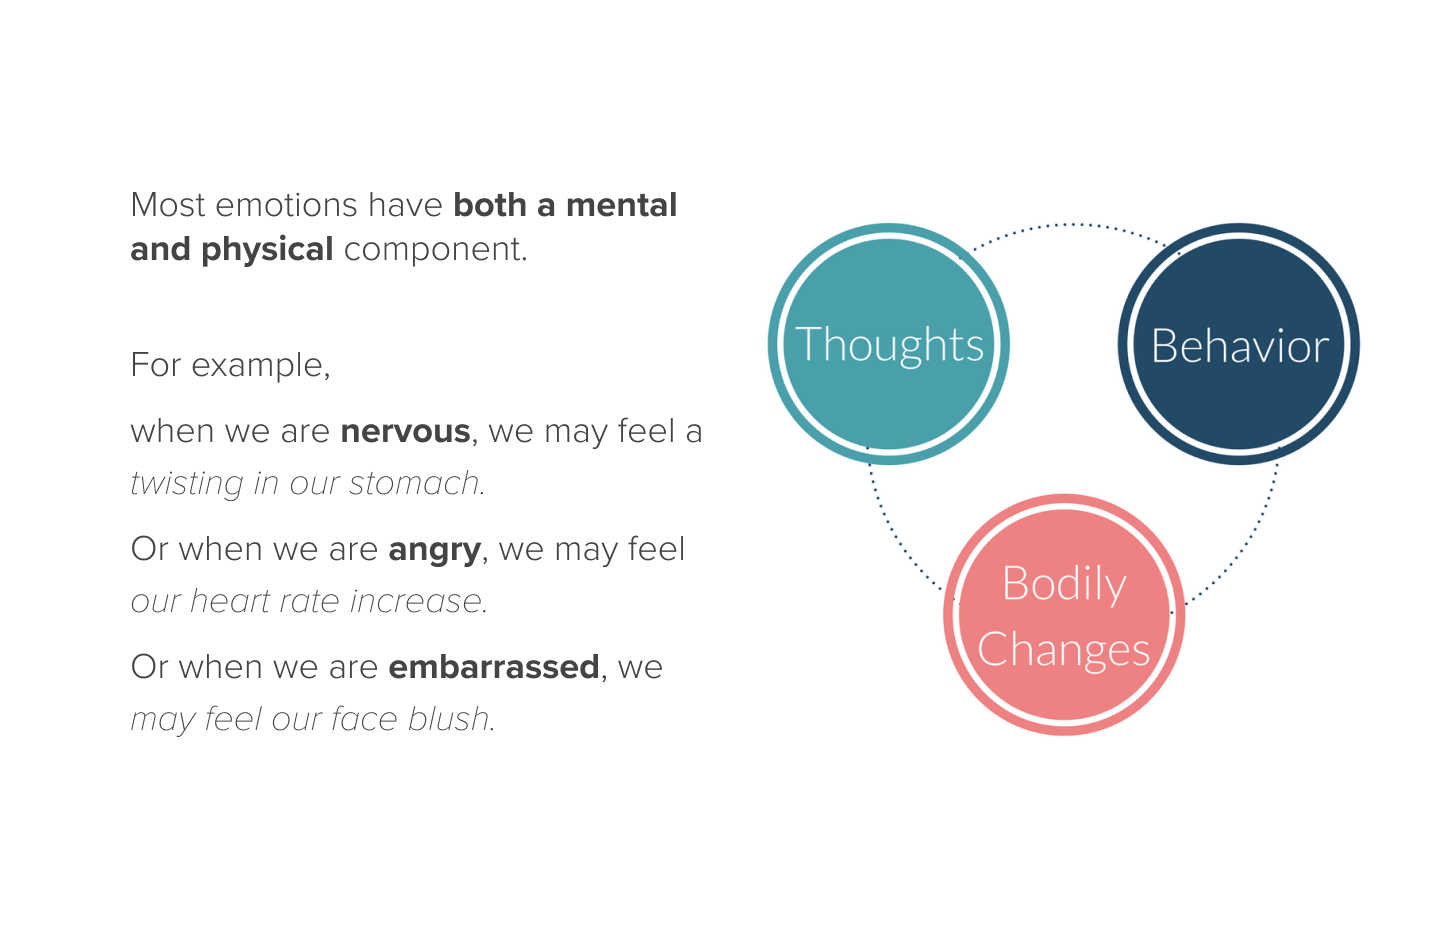 Most emotions have both a mental
and physical component.
For example,
when we are nervous, we may feel a
twisting in our stomach.
Or when we are angry, we may feel
our heart rate increase.
Or when we are embarrassed, we
may feel our face blush.
Thoughts
Behavior
Bodily
Changes